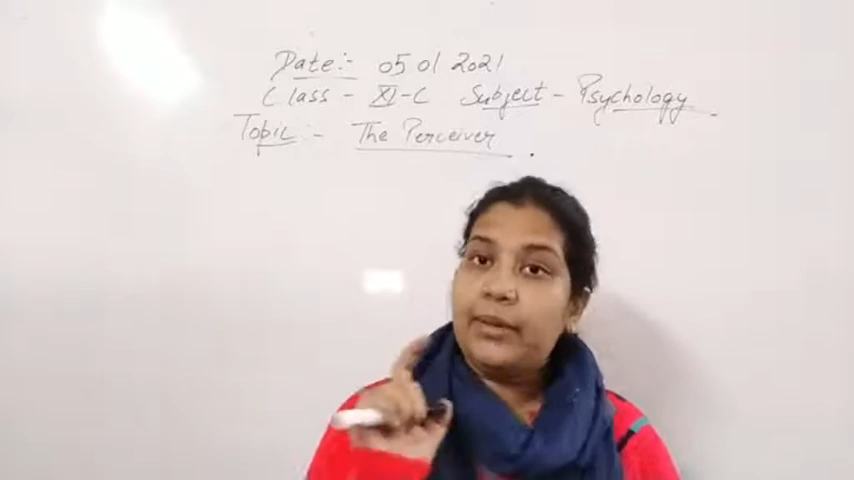 Date :- 05 01 2021
Class - XI-C Subject - Psychology
Topic :- The Perceiver